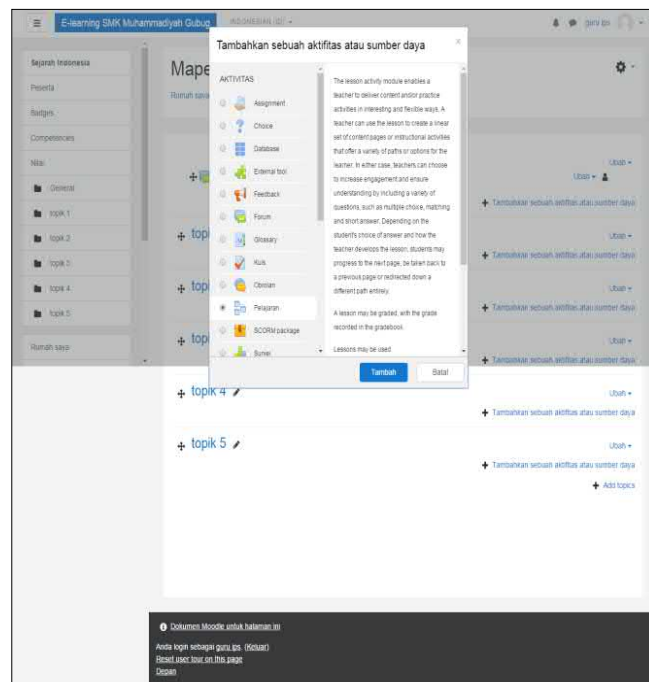 E-learning SMK Muhammadiyah Gubug
INDONESIAN (ID)
guru ips
Sejarah Indonesia
Peserta
Badges
Competencies
Nilai
General
topik 1
topik 2
topik 3
topik 4
topik 5
Rumah saya
Mape
Rumah saya
Tambahkan sebuah aktifitas atau sumber daya
×
AKTIVITAS
Assignment
Choice
Database
External tool
Feedback
Forum
Glossary
Kuis
Obrolan
Pelajaran
SCORM package
Survei
The lesson activity module enables a
teacher to deliver content and/or practice
activities in interesting and flexible ways. A
teacher can use the lesson to create a linear
set of content pages or instructional activities
that offer a variety of paths or options for the
learner. In either case, teachers can choose
to increase engagement and ensure
understanding by including a variety of
questions, such as multiple choice, matching
and short answer. Depending on the
student's choice of answer and how the
teacher develops the lesson, students may
progress to the next page, be taken back to
a previous page or redirected down a
different path entirely.
A lesson may be graded, with the grade
recorded in the gradebook.
Lessons may be used
Tambah
Batal
Ubah
Ubah
Tambahkan sebuah aktifitas atau sumber daya
topi
Ubah
Tambahkan sebuah aktifitas atau sumber daya
topi
Ubah
Tambahkan sebuah aktifitas atau sumber daya
topi
Ubah
Tambahkan sebuah aktifitas atau sumber daya
topik 4
Ubah
Tambahkan sebuah aktifitas atau sumber daya
topik 5
Ubah
Tambahkan sebuah aktifitas atau sumber daya
Add topics
Dokumen Moodle untuk halaman ini
Anda login sebagai guru ips. (Keluar)
Reset user tour on this page
Depan